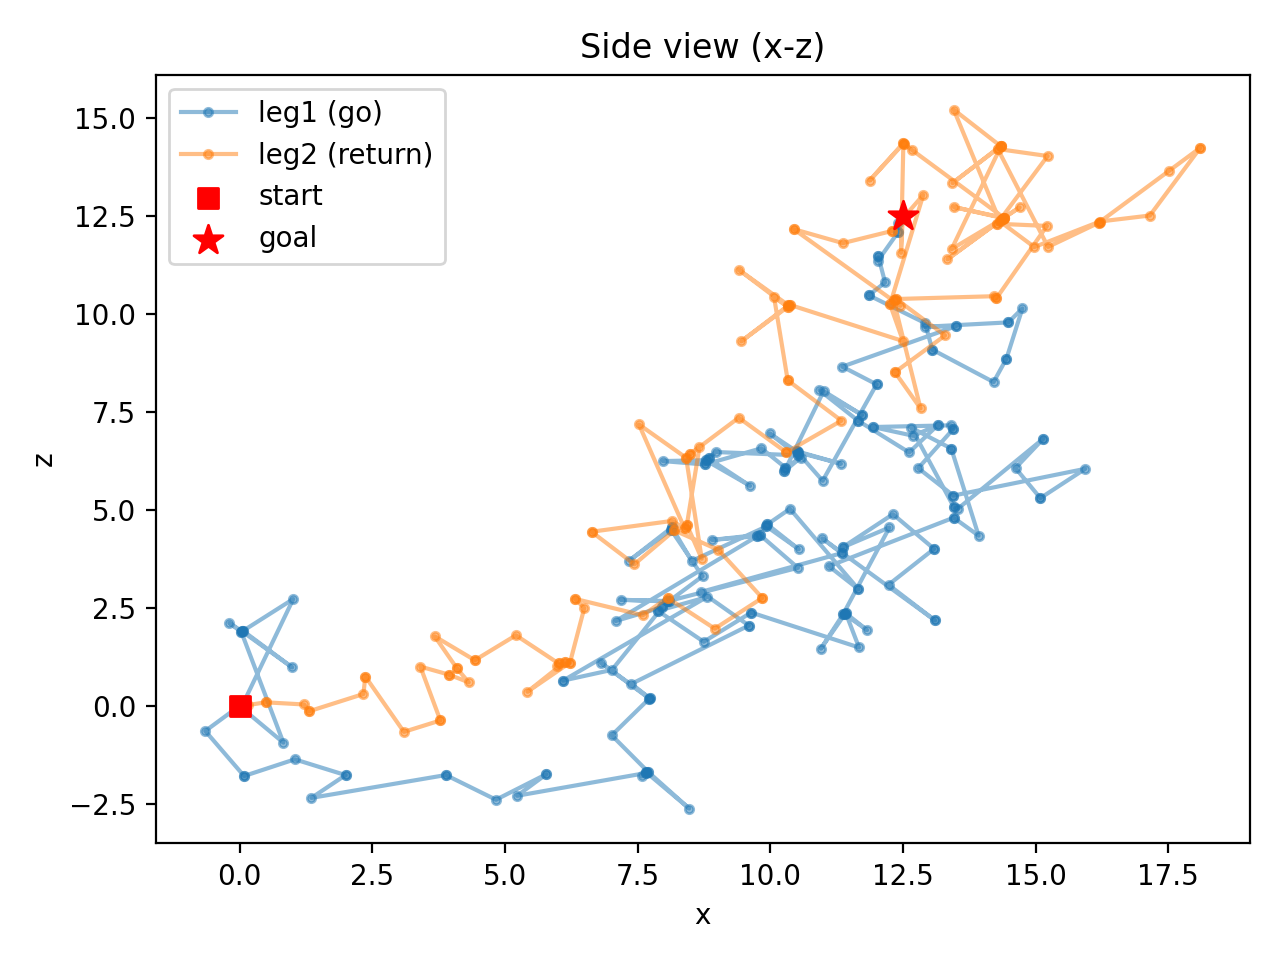 Side view (x-z)
leg1 (go)
leg2 (return)
start
goal
15.0
12.5
10.0
7.5
5.0
2.5
0.0
−2.5
z
0.0 2.5 5.0 7.5 10.0 12.5 15.0 17.5
x